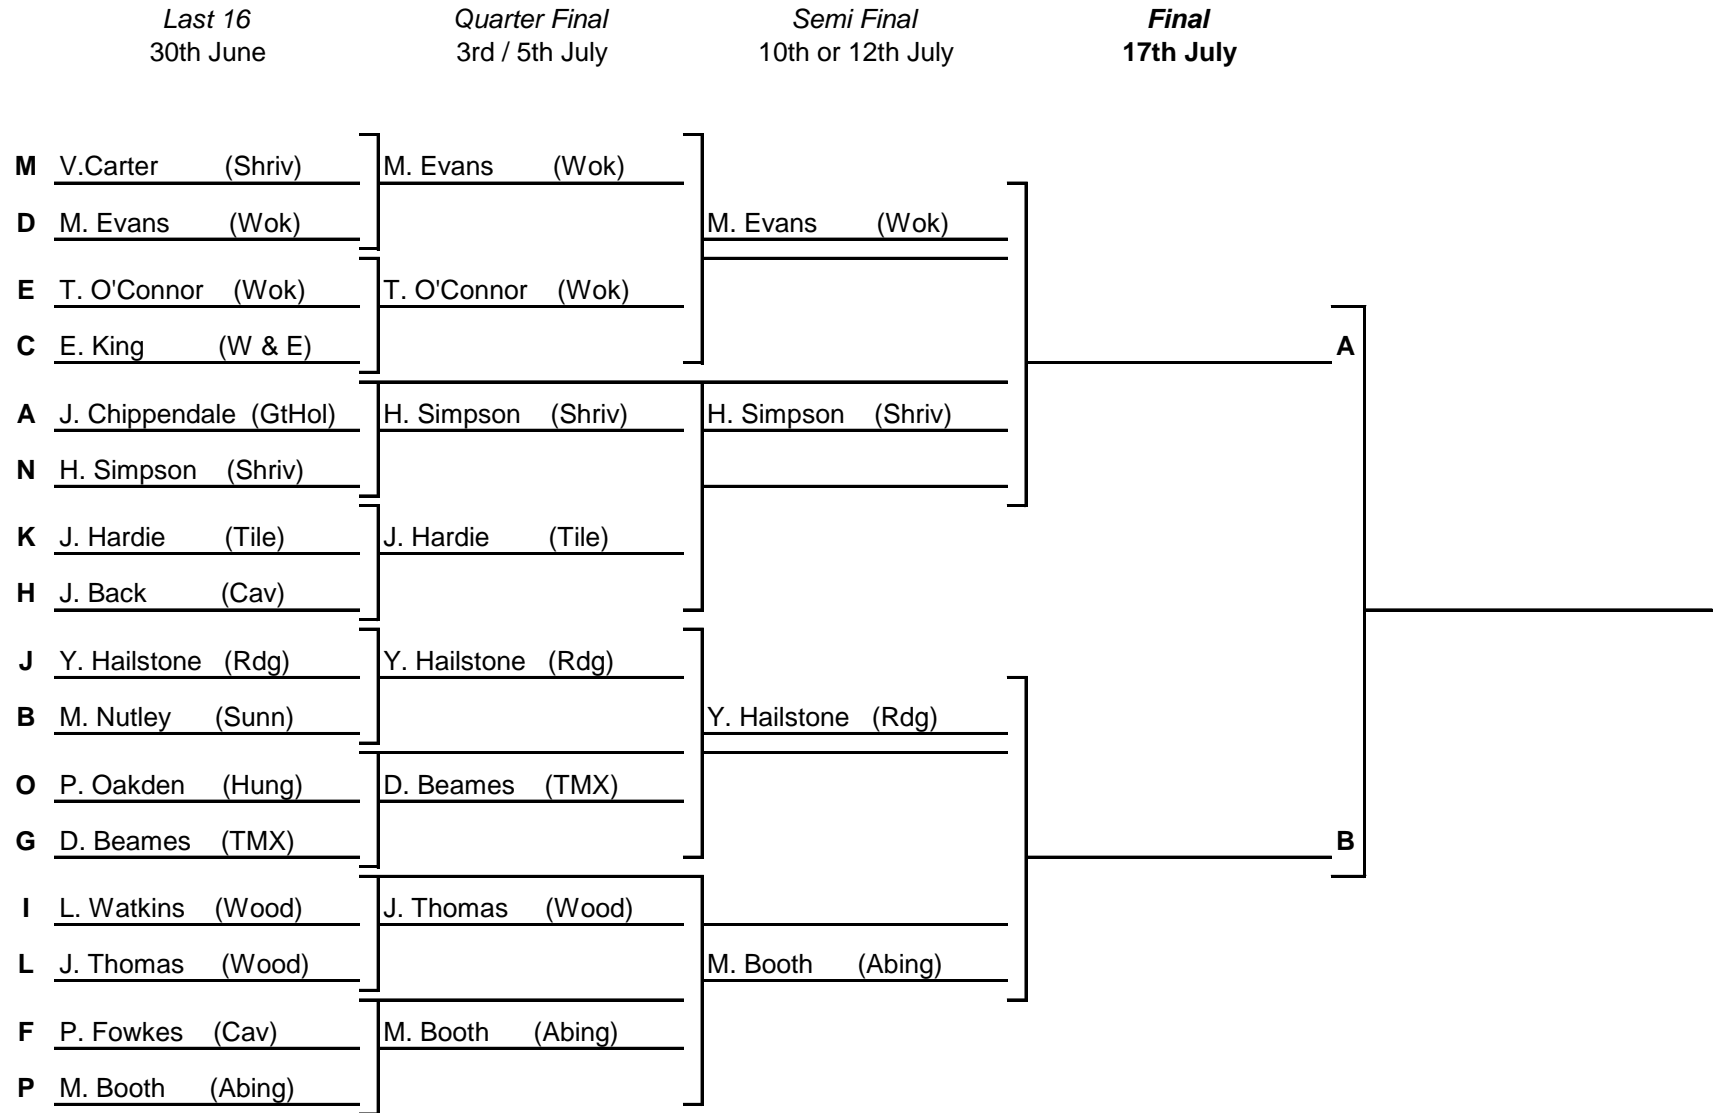 Last 16 Quarter Final Semi Final Final
30th June 3rd / 5th July 10th or 12th July 17th July
M V.Carter (Shriv) M. Evans (Wok)
D M. Evans (Wok) M. Evans (Wok)
E T. O'Connor (Wok) T. O'Connor (Wok)
C E. King (W & E) A
A J. Chippendale (GtHol) H. Simpson (Shriv) H. Simpson (Shriv)
N H. Simpson (Shriv)
K J. Hardie (Tile) J. Hardie (Tile)
H J. Back (Cav)
J Y. Hailstone (Rdg) Y. Hailstone (Rdg)
B M. Nutley (Sunn) Y. Hailstone (Rdg)
O P. Oakden (Hung) D. Beames (TMX)
G D. Beames (TMX) B
I L. Watkins (Wood) J. Thomas (Wood)
L J. Thomas (Wood) M. Booth (Abing)
F P. Fowkes (Cav) M. Booth (Abing)
P M. Booth (Abing)